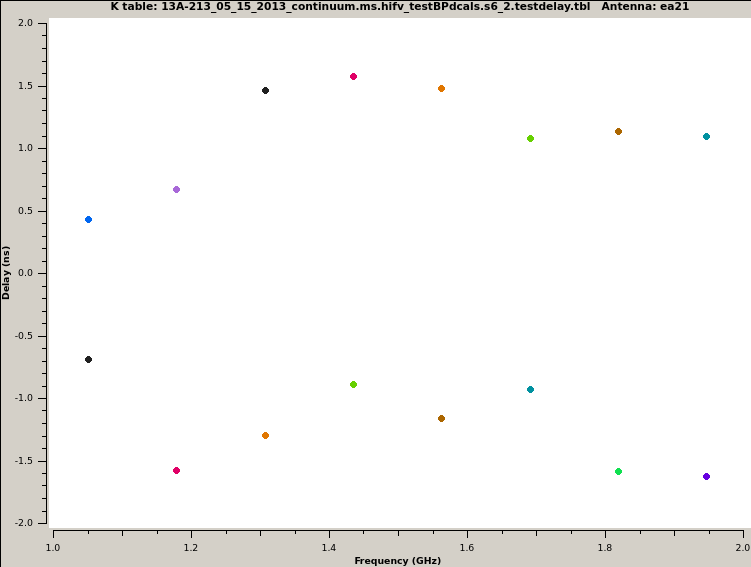 K table: 13A-213_05_15_2013_continuum.ms.hifv_testBPdcals.s6_2.testdelay.tbl   Antenna: ea21
2.0
1.5
1.0
0.5
0.0
-0.5
-1.0
-1.5
-2.0
Delay (ns)
1.0 1.2 1.4 1.6 1.8 2.0
Frequency (GHz)